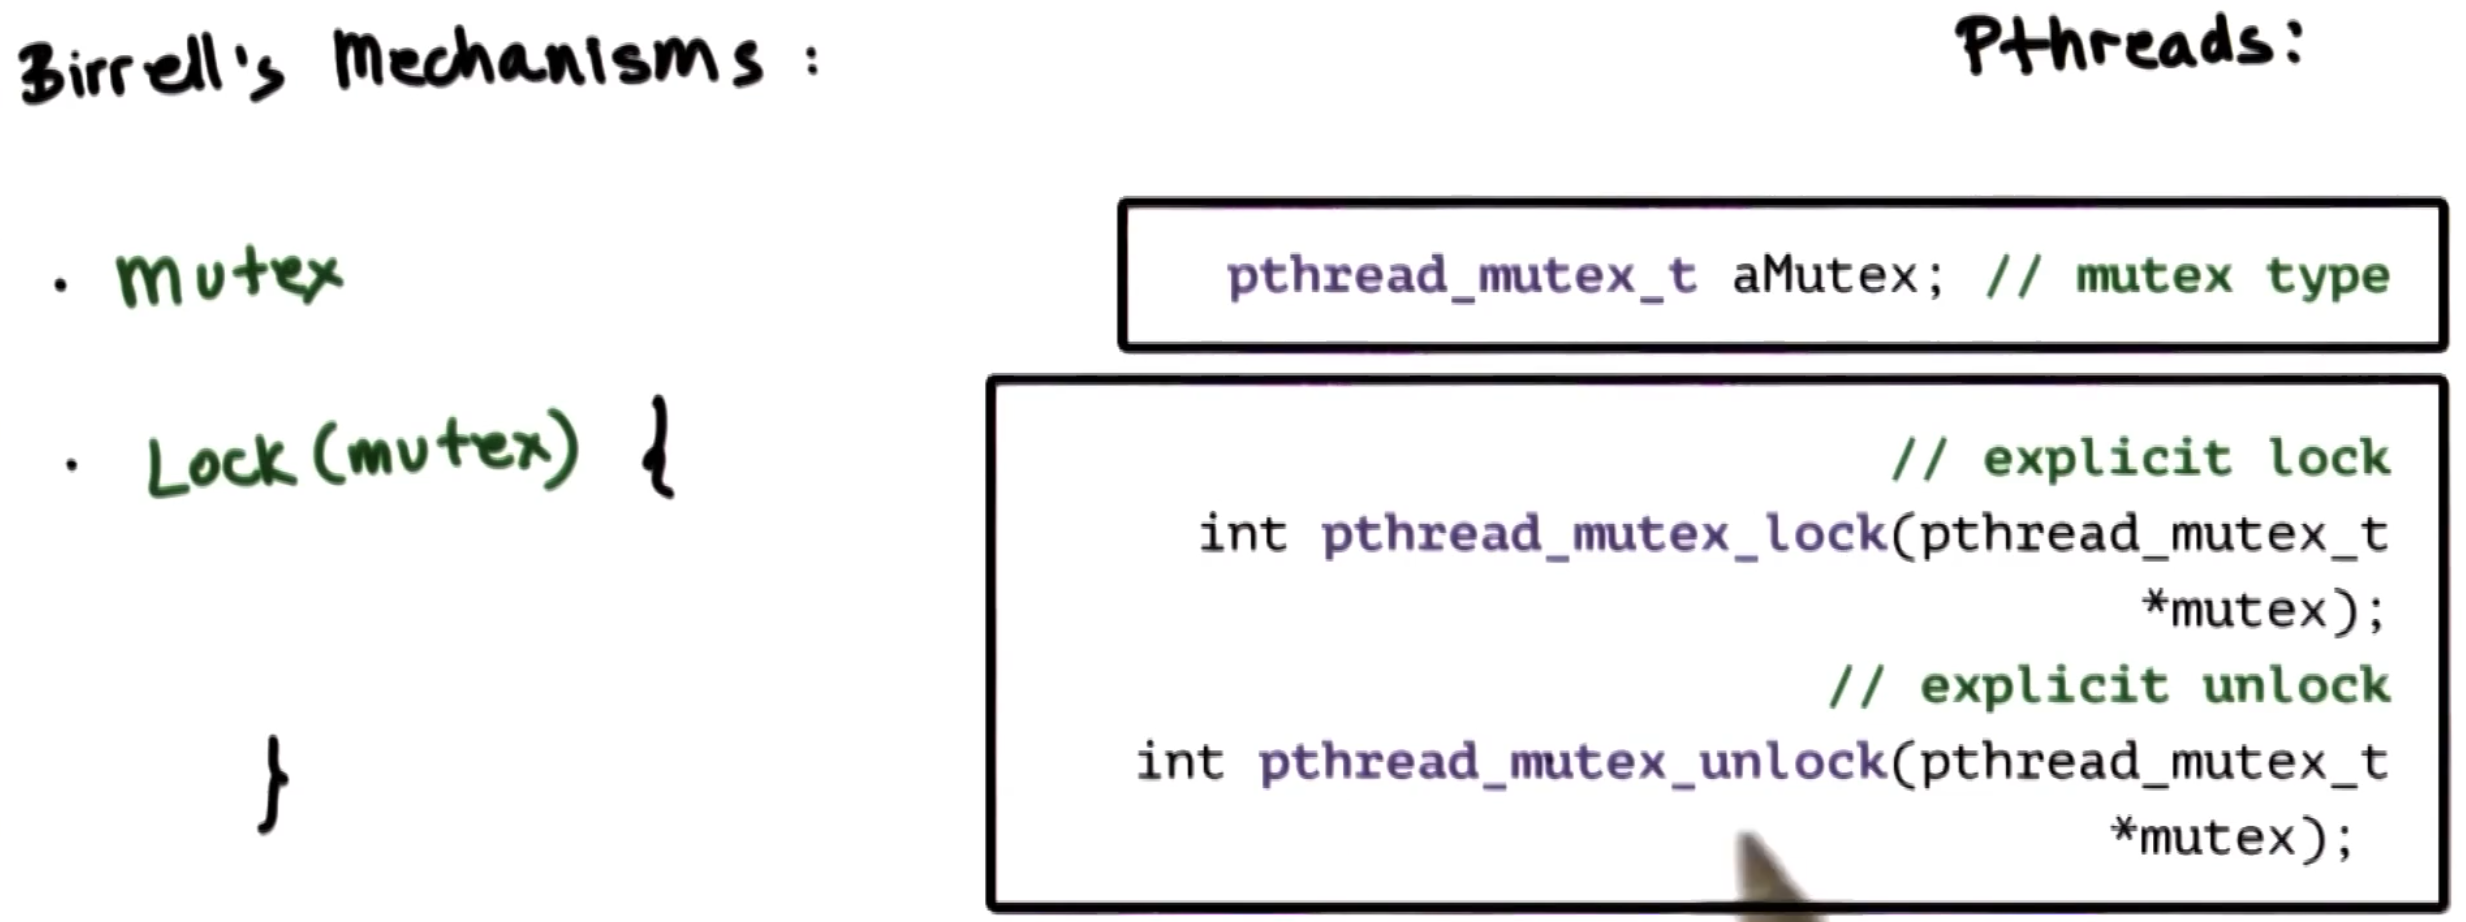 Birrell's Mechanisms :
Pthreads:
• mutex
pthread_mutex_t aMutex; // mutex type
• Lock (mutex) {
}
// explicit lock
int pthread_mutex_lock(pthread_mutex_t
*mutex);
// explicit unlock
int pthread_mutex_unlock(pthread_mutex_t
*mutex);